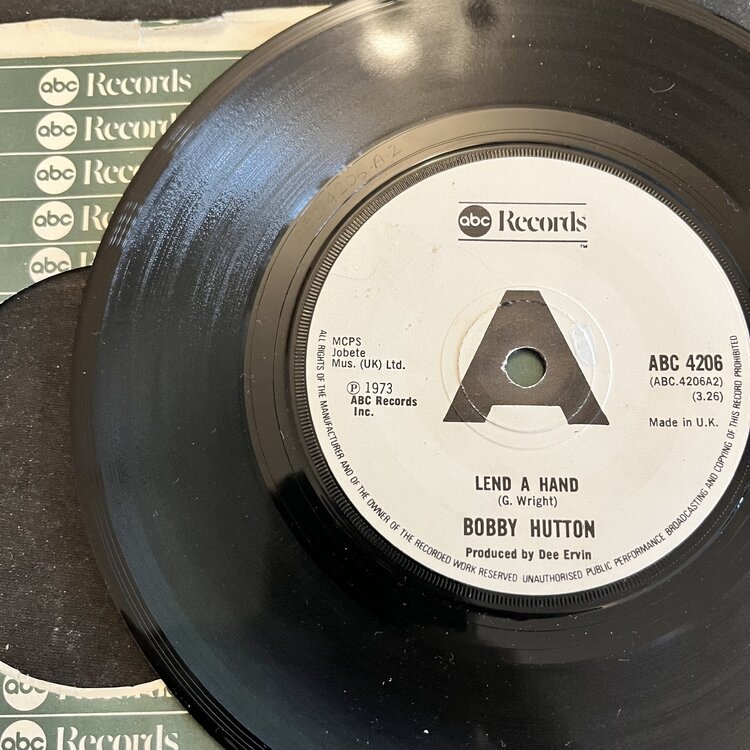 abc Records
abc Records
abc Rec
abc Re
abc R
abc Records
TM
A
MCPS
Jobete
Mus. (UK) Ltd.
Ⓟ 1973
ABC Records
Inc.
ABC 4206
(ABC.4206A2)
(3.26)
Made in U.K.
LEND A HAND
(G. Wright)
BOBBY HUTTON
Produced by Dee Ervin
ALL RIGHTS OF THE MANUFACTURER AND OF THE OWNER OF THE RECORDED WORK RESERVED · UNAUTHORISED PUBLIC PERFORMANCE BROADCASTING AND COPYING OF THIS RECORD PROHIBITED
abc Records
abc Records